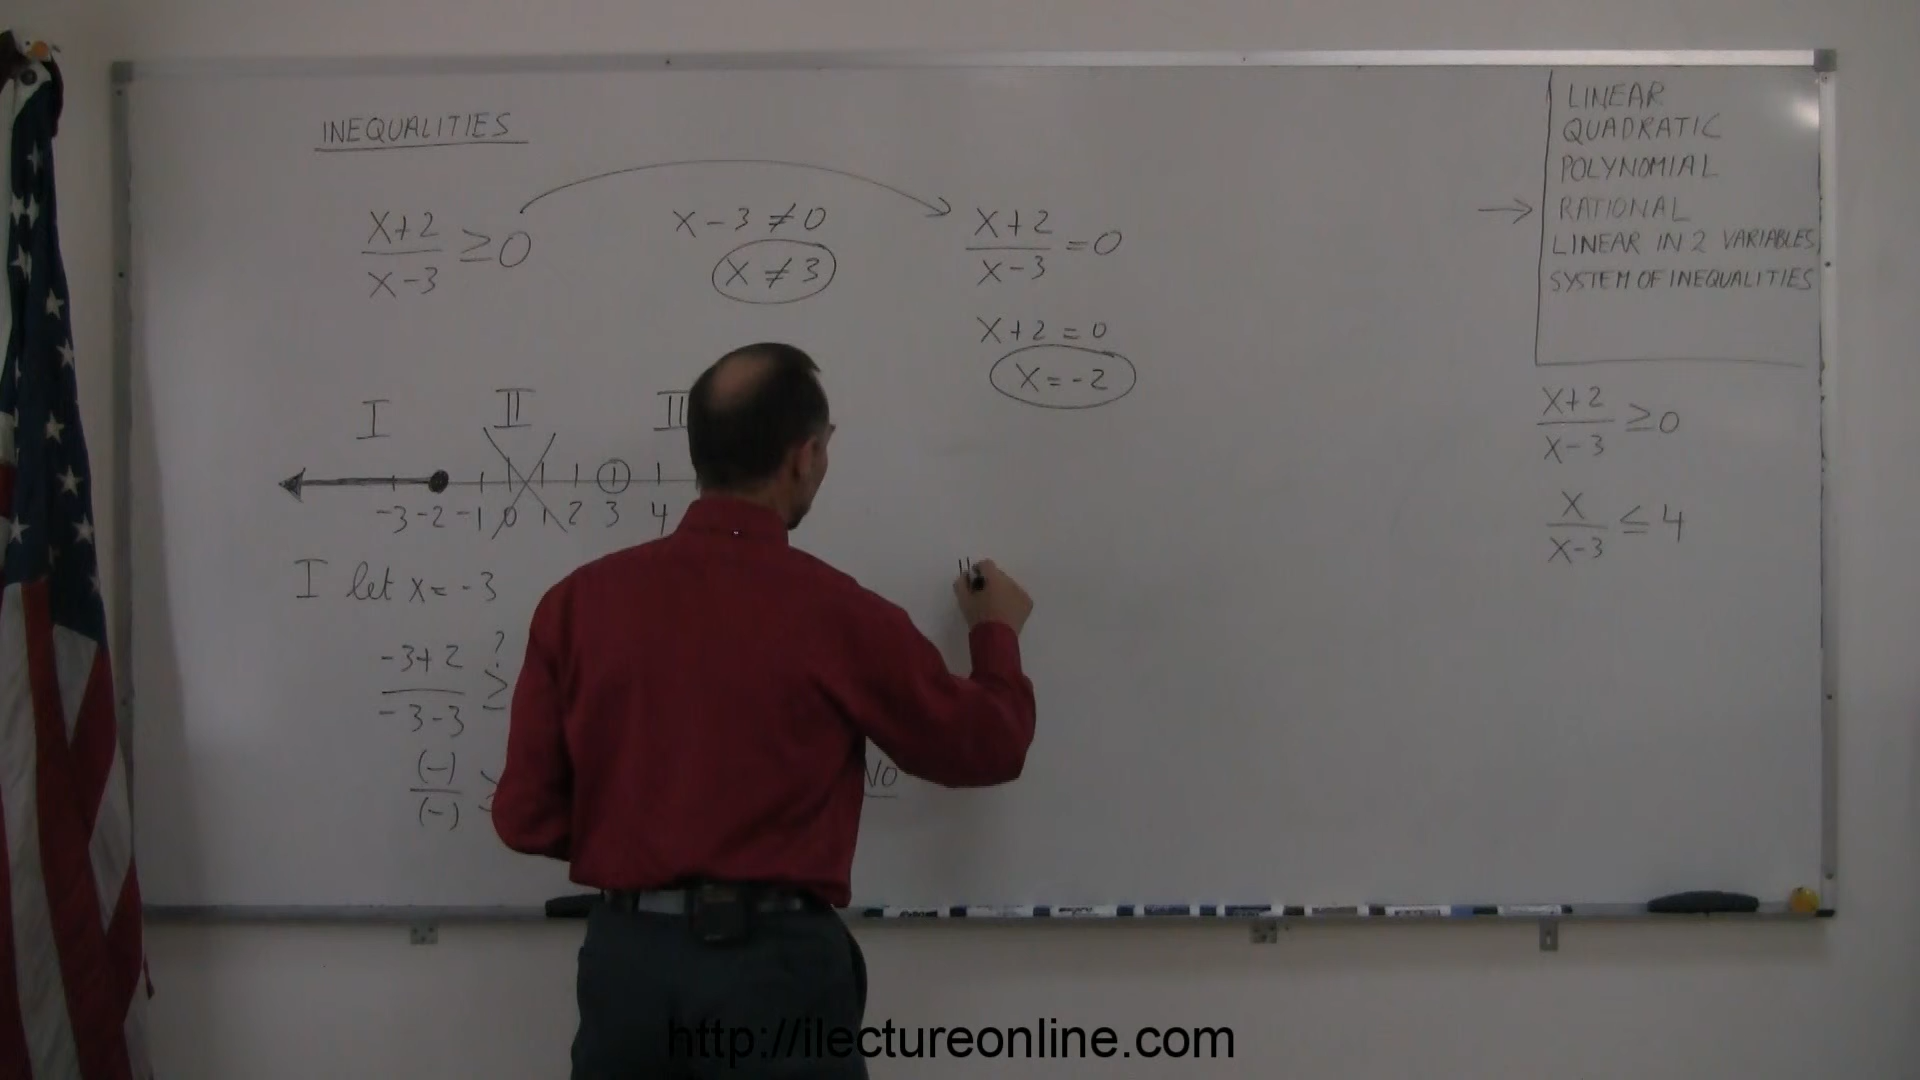 INEQUALITIES
X+2
X-3
≥0
X-3≠0
X≠3
X+2
X-3
=0
X+2=0
X=-2
I II III
-3 -2 -1 0 1 2 3 4
I let x=-3
-3+2
-3-3
?
≥
(-)
(-)
NO
LINEAR
QUADRATIC
POLYNOMIAL
RATIONAL
LINEAR IN 2 VARIABLES
SYSTEM OF INEQUALITIES
X+2
X-3
≥0
X
X-3
≤4
http://ilectureonline.com